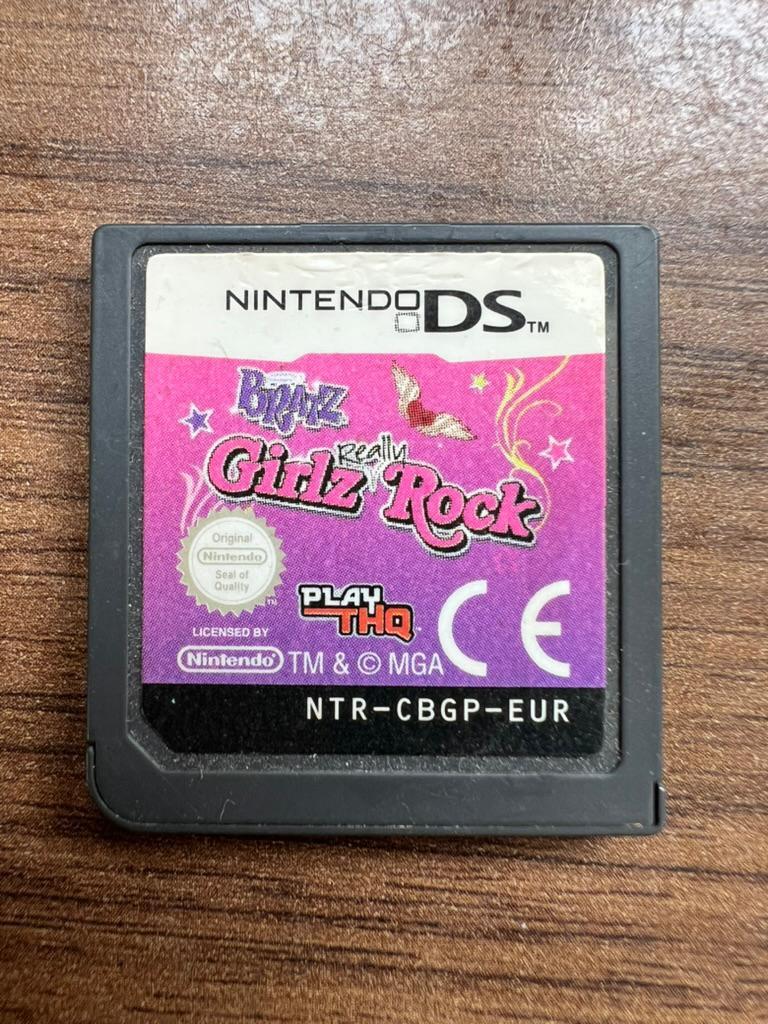 NINTENDO DS TM
BRATZ
Girlz Really Rock
Original
Nintendo
Seal of
Quality
TM
PLAY
THQ
LICENSED BY
Nintendo TM & © MGA CE
NTR-CBGP-EUR